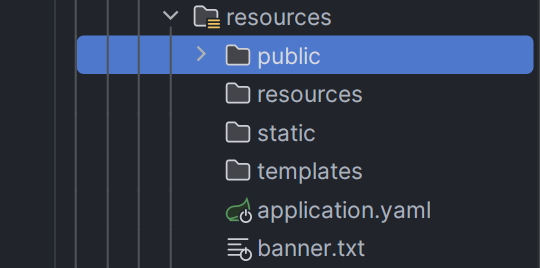 resources
public
resources
static
templates
application.yaml
banner.txt